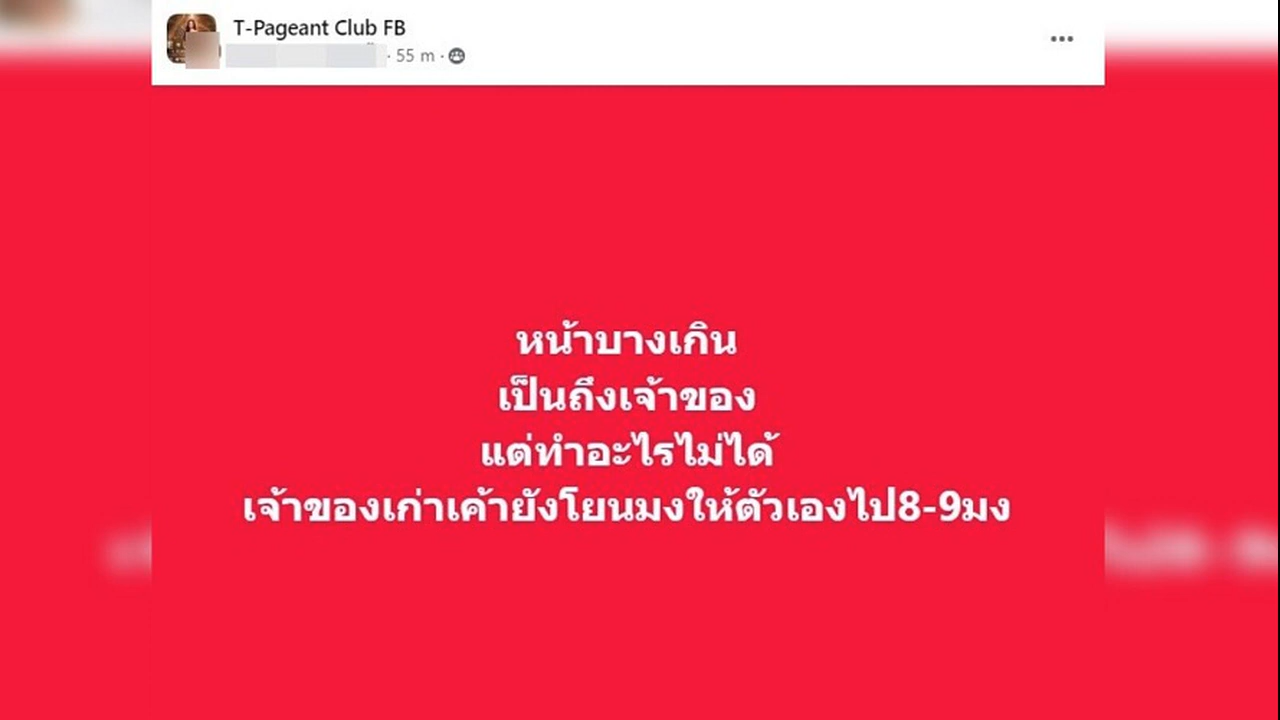 T-Pageant Club FB
· 55 m ·
หน้าบางเกิน
เป็นถึงเจ้าของ
แต่ทำอะไรไม่ได้
เจ้าของเก่าเค้ายังโยนมงให้ตัวเองไป8-9มง